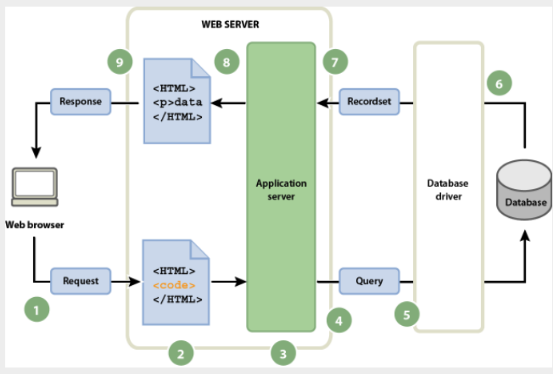 WEB SERVER
9
8
7
6
<HTML>
<p>data
</HTML>
Response
Recordset
Application
server
Database
driver
Database
Web browser
<HTML>
<code>
</HTML>
Request
Query
1
2
3
4
5